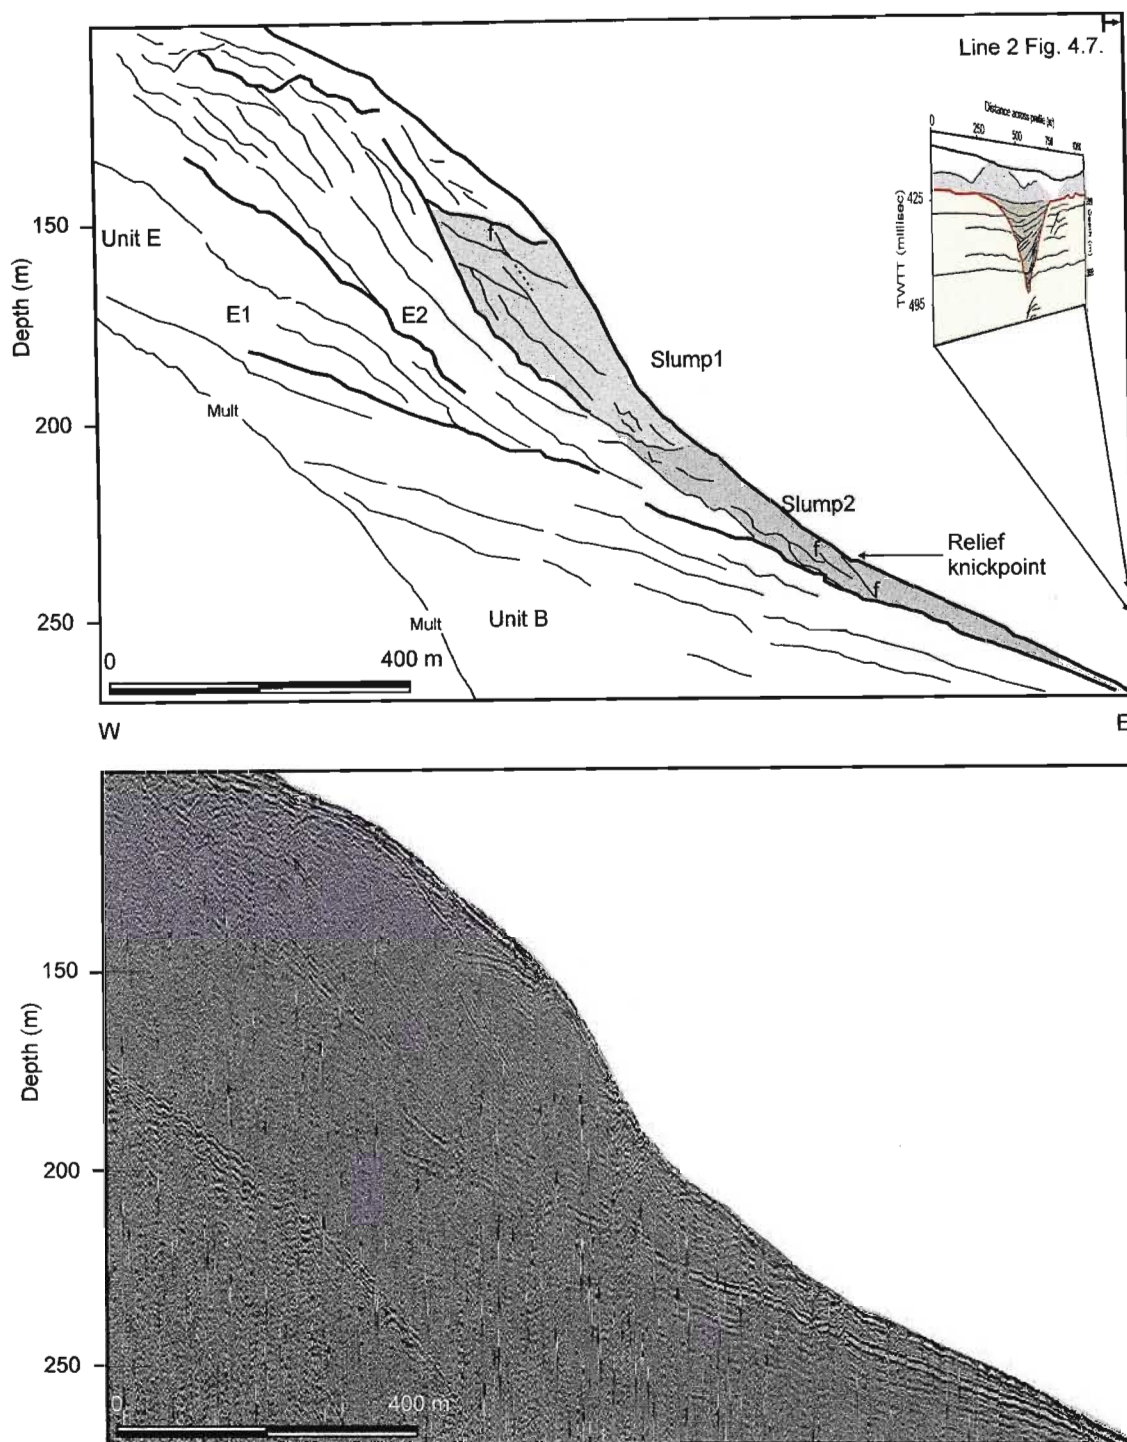 Line 2 Fig. 4.7.
Distance across profile (m)
0 250 500 750
TWTT (millisec)
425
495
Depth (m)
150
200
250
Unit E
E1
E2
f
Slump1
Mult
Slump2
f
Relief
knickpoint
f
Mult
Unit B
0 400 m
W E
Depth (m)
150
200
250
0 400 m